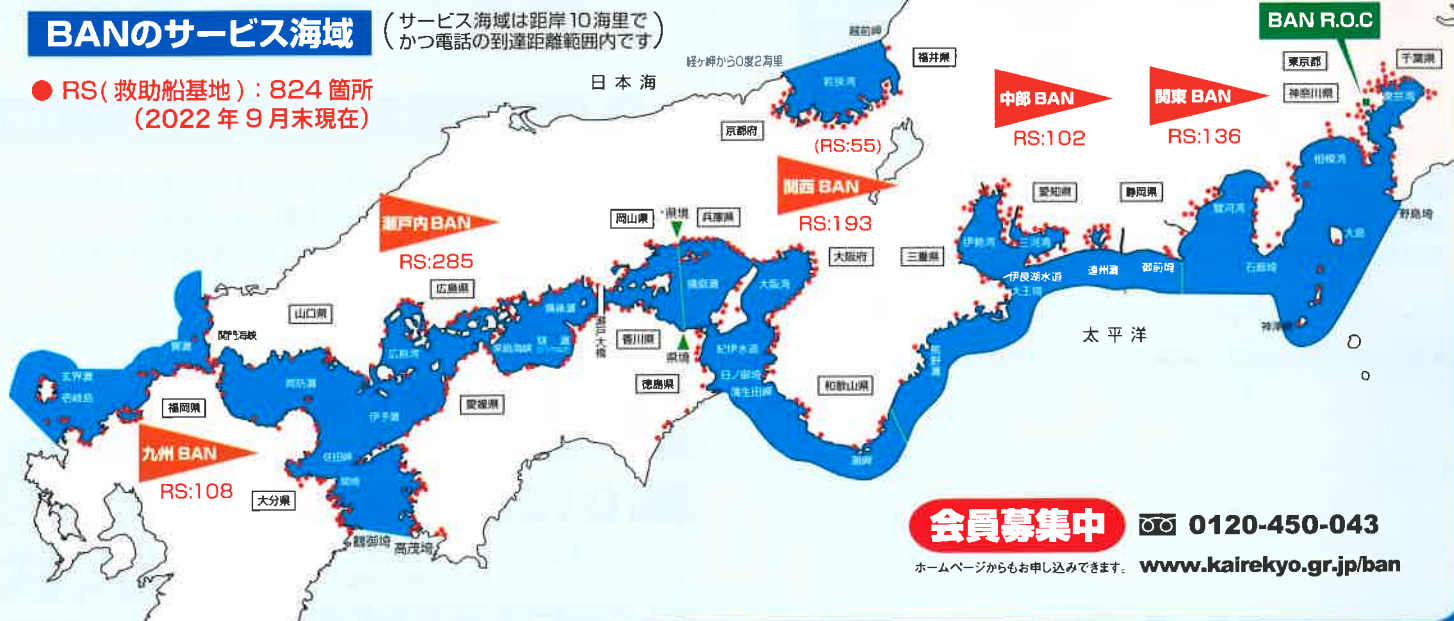 BANのサービス海域
(サービス海域は距岸10海里で
かつ電話の到達距離範囲内です)
● RS(救助船基地):824箇所
(2022年9月末現在)
日本海
経ヶ岬から0度2海里
越前岬
若狭湾
福井県
京都府
(RS:55)
BAN R.O.C
東京都
千葉県
神奈川県
東京湾
中部 BAN
RS:102
関東 BAN
RS:136
関西 BAN
RS:193
瀬戸内 BAN
RS:285
九州 BAN
RS:108
相模湾
野島埼
大島
石廊埼
神津島
駿河湾
静岡県
愛知県
伊勢湾
三河湾
三重県
伊良湖水道
大王埼
遠州灘
御前埼
太平洋
岡山県
県境
兵庫県
大阪府
播磨灘
大阪湾
広島県
備後灘
燧灘
来島海峡
瀬戸大橋
香川県
県境
徳島県
紀伊水道
日ノ御埼
蒲生田岬
和歌山県
熊野灘
潮岬
山口県
関門海峡
響灘
広島湾
玄界灘
壱岐島
福岡県
周防灘
伊予灘
愛媛県
佐田岬
関埼
大分県
鶴御埼
高茂埼
会員募集中
0120-450-043
ホームページからもお申し込みできます。
www.kairekyo.gr.jp/ban